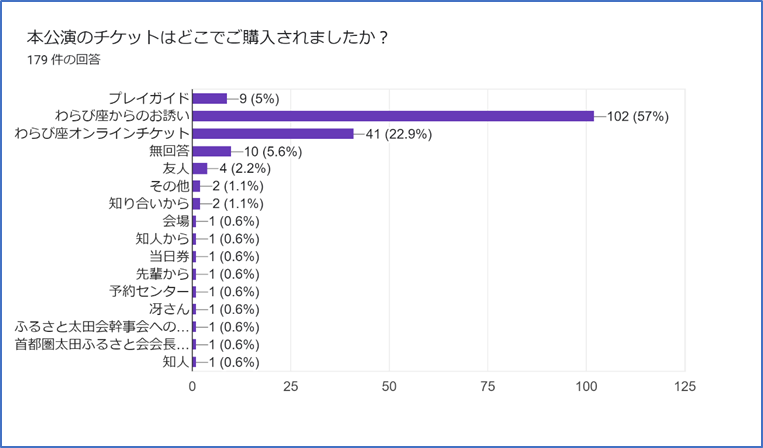 本公演のチケットはどこでご購入されましたか？
179 件の回答
プレイガイド 9 (5%)
わらび座からのお誘い 102 (57%)
わらび座オンラインチケット 41 (22.9%)
無回答 10 (5.6%)
友人 4 (2.2%)
その他 2 (1.1%)
知り合いから 2 (1.1%)
会場 1 (0.6%)
知人から 1 (0.6%)
当日券 1 (0.6%)
先輩から 1 (0.6%)
予約センター 1 (0.6%)
冴さん 1 (0.6%)
ふるさと太田会幹事会への… 1 (0.6%)
首都圏太田ふるさと会会長… 1 (0.6%)
知人 1 (0.6%)
0 25 50 75 100 125